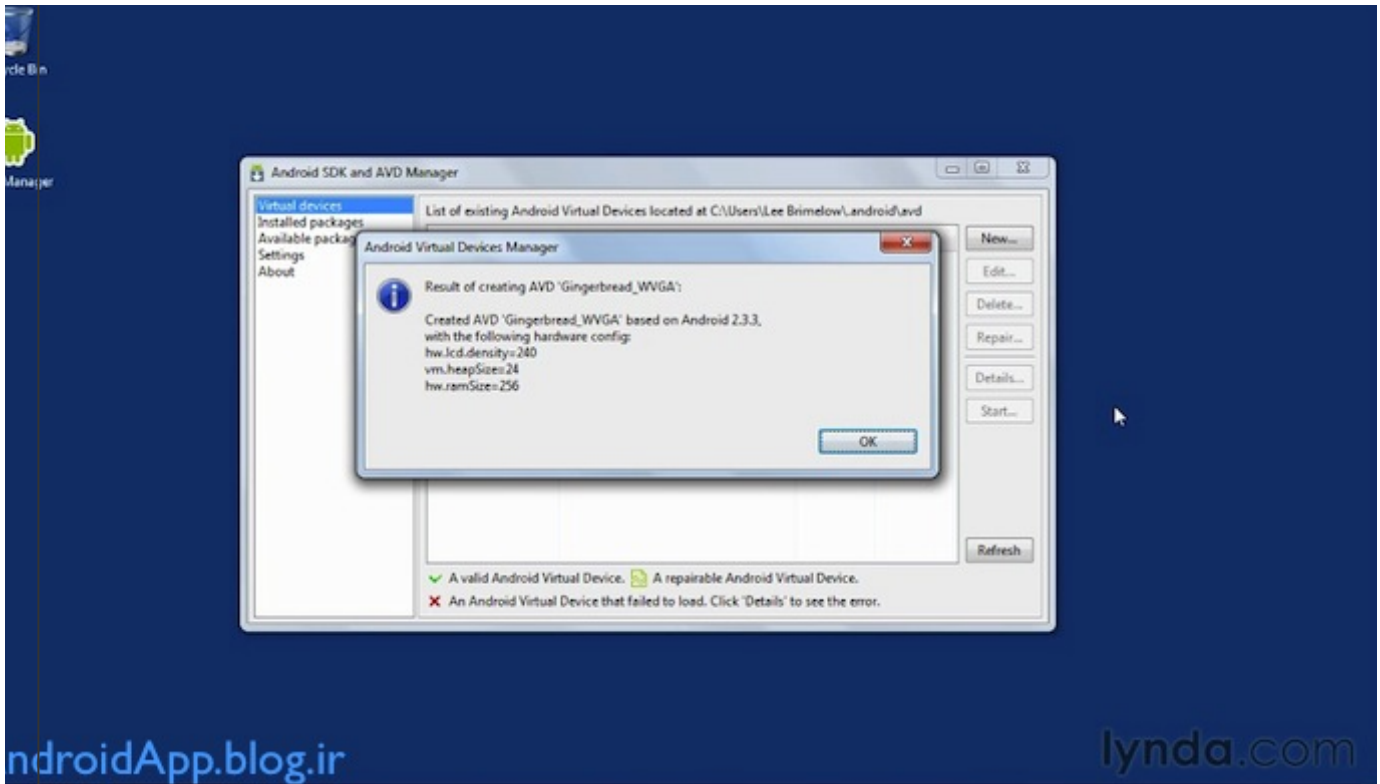 ycle Bin
Manager
Android SDK and AVD Manager
Virtual devices
Installed packages
Available packag
Settings
About
List of existing Android Virtual Devices located at C:\Users\Lee Brimelow\.android\avd
New...
Edit...
Delete...
Repair...
Details...
Start...
Refresh
Android Virtual Devices Manager
Result of creating AVD 'Gingerbread_WVGA':
Created AVD 'Gingerbread_WVGA' based on Android 2.3.3,
with the following hardware config:
hw.lcd.density=240
vm.heapSize=24
hw.ramSize=256
OK
A valid Android Virtual Device. A repairable Android Virtual Device.
An Android Virtual Device that failed to load. Click 'Details' to see the error.
ndroidApp.blog.ir
lynda.com